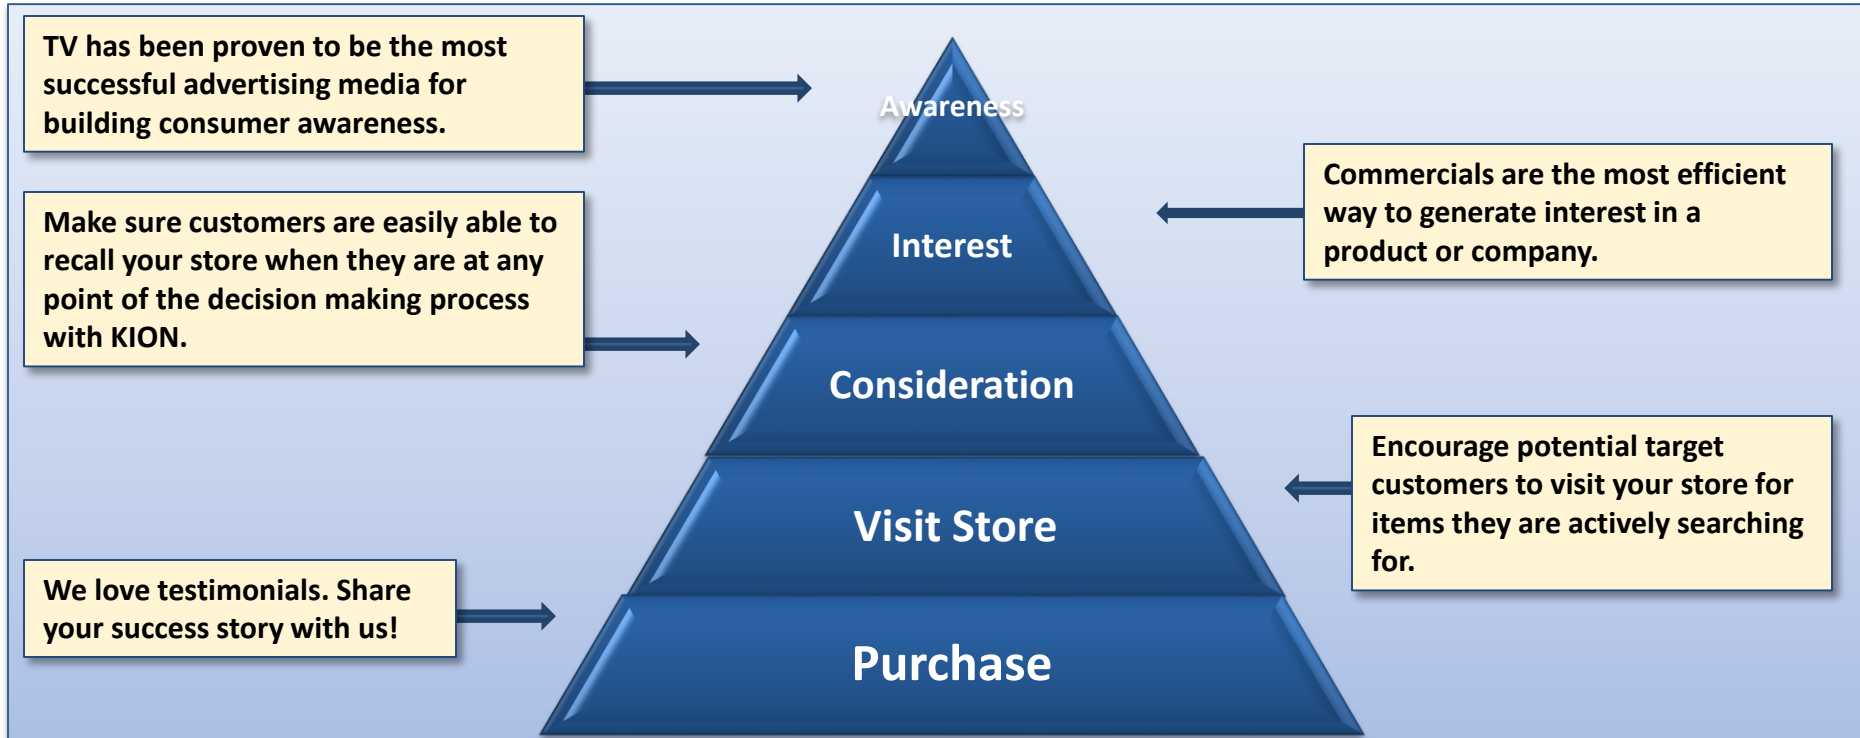 TV has been proven to be the most
successful advertising media for
building consumer awareness.
Awareness
Commercials are the most efficient
way to generate interest in a
product or company.
Make sure customers are easily able to
recall your store when they are at any
point of the decision making process
with KION.
Interest
Consideration
Encourage potential target
customers to visit your store for
items they are actively searching
for.
Visit Store
We love testimonials. Share
your success story with us!
Purchase